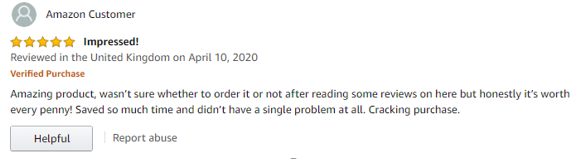 Amazon Customer
Impressed!
Reviewed in the United Kingdom on April 10, 2020
Verified Purchase
Amazing product, wasn't sure whether to order it or not after reading some reviews on here but honestly it's worth
every penny! Saved so much time and didn't have a single problem at all. Cracking purchase.
Helpful
Report abuse